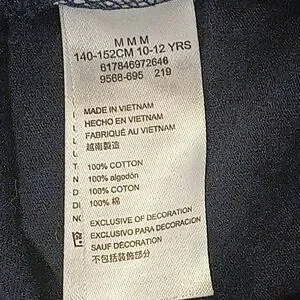 M M M
140-152CM 10-12 YRS
617846972646
9568-695 219
MADE IN VIETNAM
HECHO EN VIETNAM
FABRIQUÉ AU VIETNAM
越南製造
100% COTTON
100% algodón
100% COTON
100% 棉
EXCLUSIVE OF DECORATION
EXCLUSIVO PARA DECORACION
SAUF DÉCORATION
不包括装飾部分